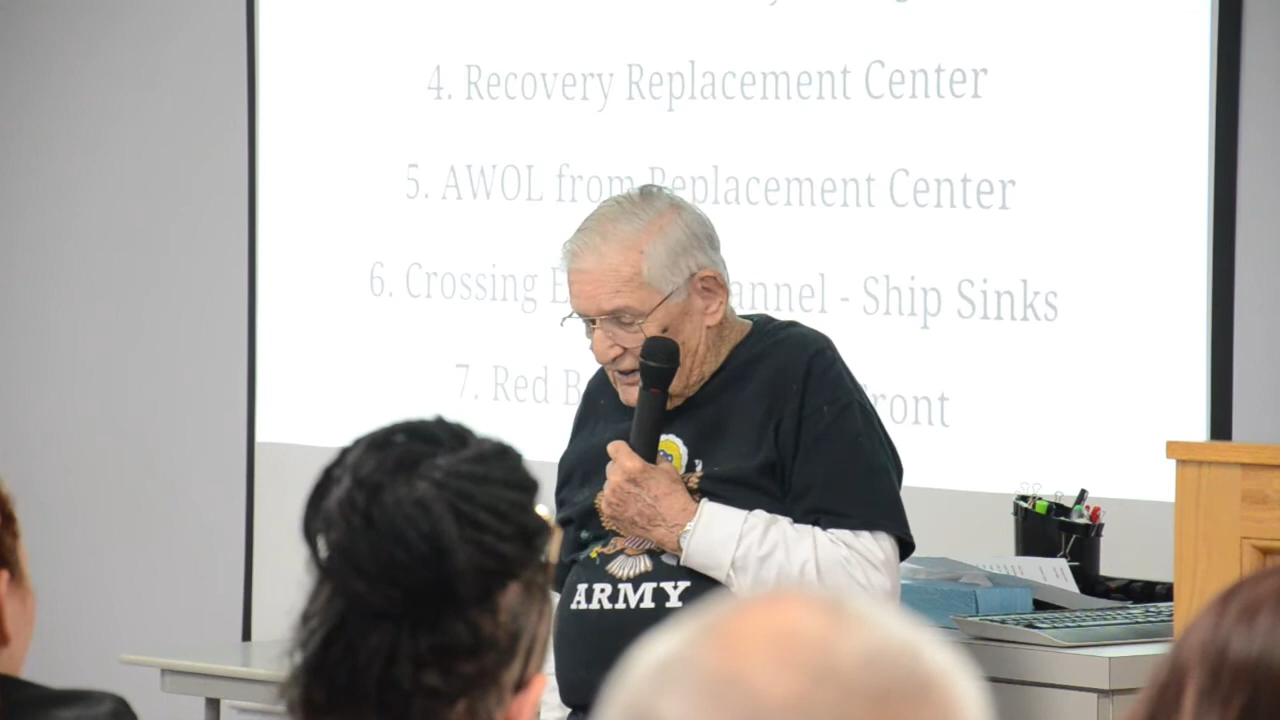 4. Recovery Replacement Center
5. AWOL from Replacement Center
6. Crossing E annel - Ship Sinks
7. Red B ront
ARMY